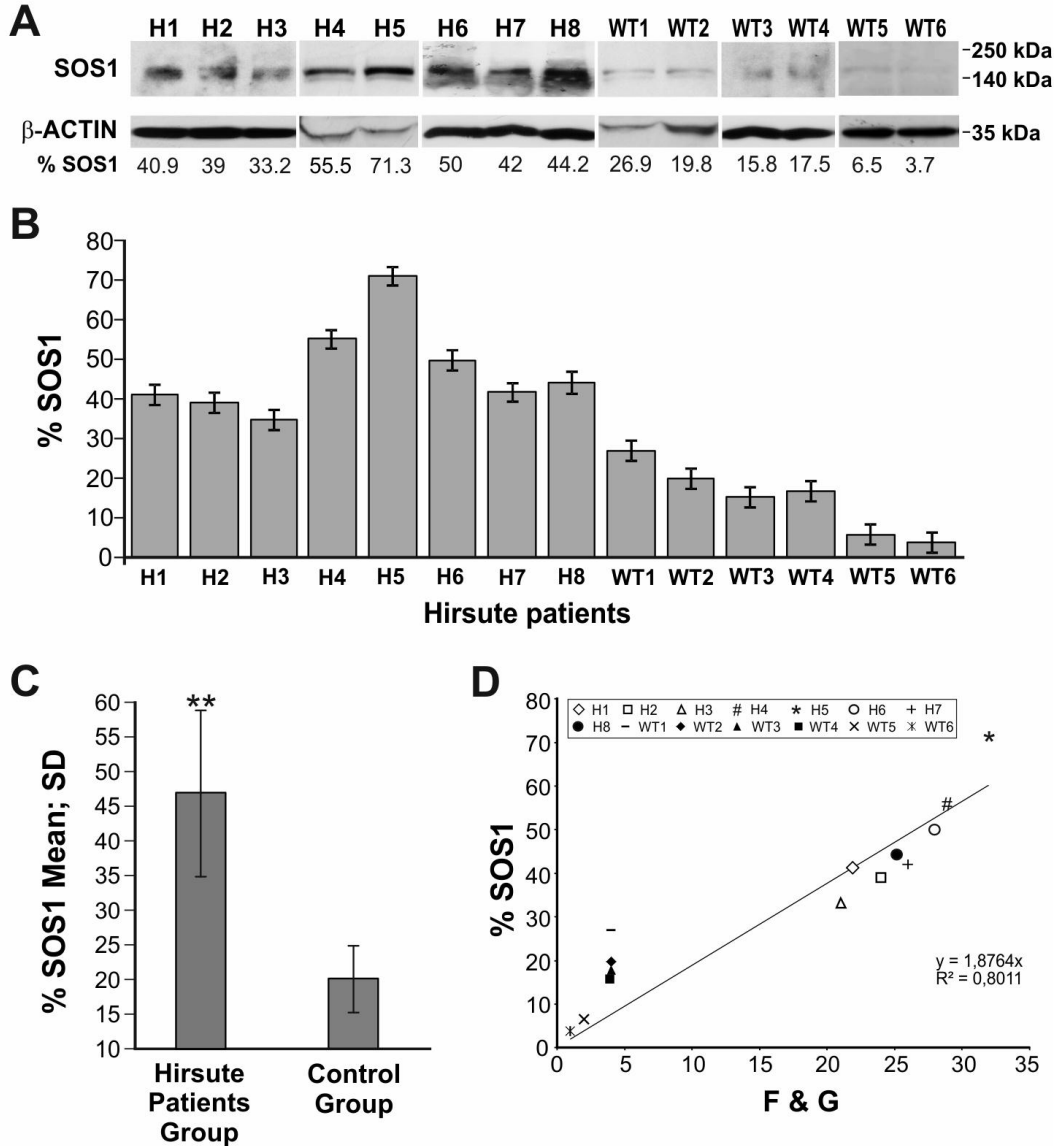 A
H1 H2 H3 H4 H5 H6 H7 H8 WT1 WT2 WT3 WT4 WT5 WT6
SOS1
-250 kDa
-140 kDa
β-ACTIN
-35 kDa
% SOS1 40.9 39 33.2 55.5 71.3 50 42 44.2 26.9 19.8 15.8 17.5 6.5 3.7
B
80
70
60
50
40
30
20
10
0
% SOS1
H1 H2 H3 H4 H5 H6 H7 H8 WT1 WT2 WT3 WT4 WT5 WT6
Hirsute patients
C
60
55
50
45
40
35
30
25
20
15
10
% SOS1 Mean; SD
**
Hirsute
Patients
Group
Control
Group
D
80
70
60
50
40
30
20
10
0
% SOS1
◇ H1 □ H2 △ H3 # H4 * H5 ○ H6 + H7
● H8 − WT1 ◆ WT2 ▲ WT3 ■ WT4 × WT5 WT6
# *
y = 1,8764x
R² = 0,8011
0 5 10 15 20 25 30 35
F & G